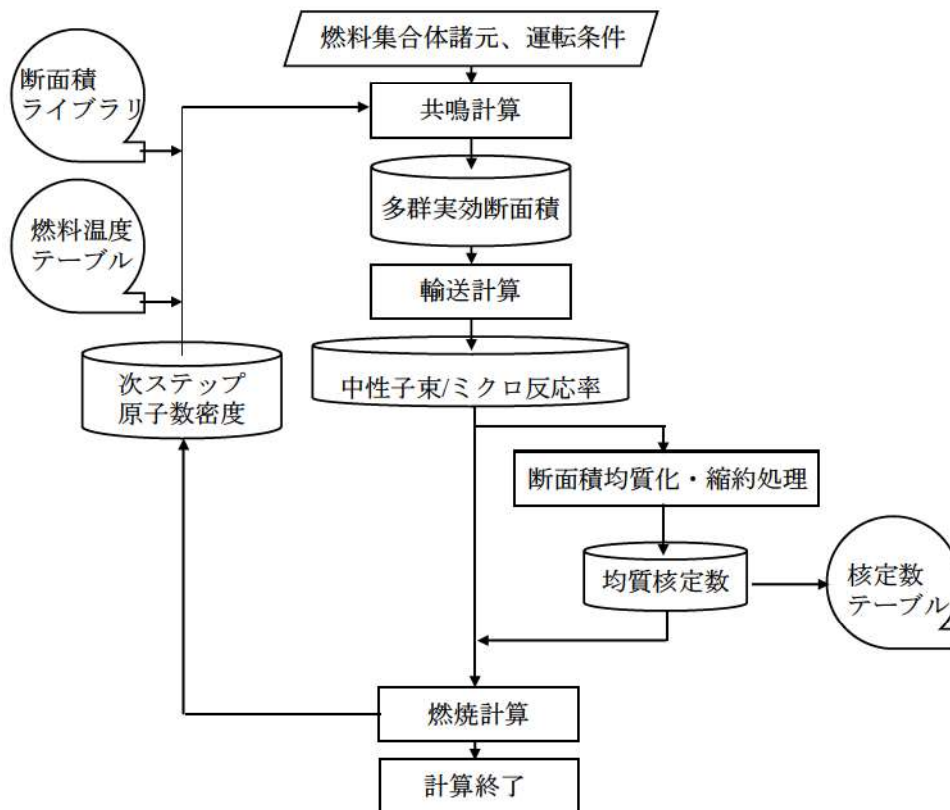 燃料集合体諸元、運転条件
断面積
ライブラリ
共鳴計算
多群実効断面積
燃料温度
テーブル
輸送計算
次ステップ
原子数密度
中性子束/ミクロ反応率
断面積均質化・縮約処理
均質核定数
核定数
テーブル
燃焼計算
計算終了